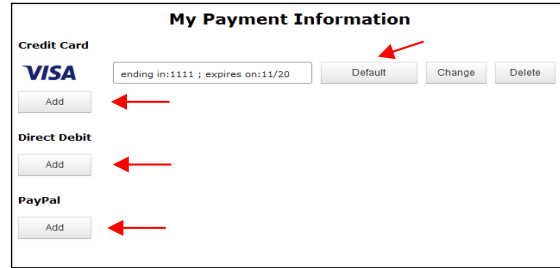 My Payment Information
Credit Card
VISA ending in:1111 ; expires on:11/20 Default Change Delete
Add
Direct Debit
Add
PayPal
Add